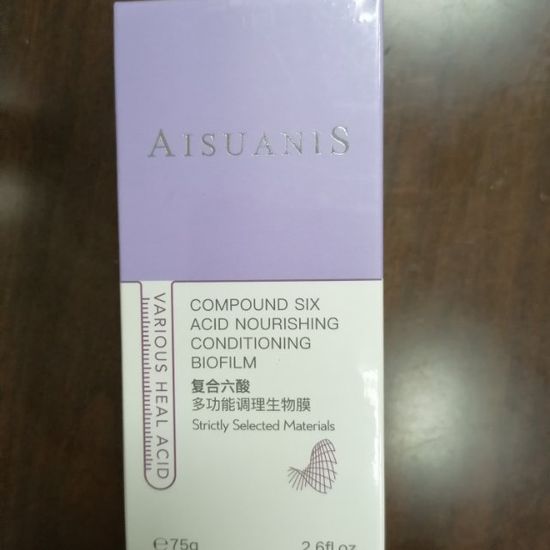 AISUANIS
VARIOUS HEAL ACID
COMPOUND SIX
ACID NOURISHING
CONDITIONING
BIOFILM
复合六酸
多功能调理生物膜
Strictly Selected Materials
℮75g
2.6fl.oz